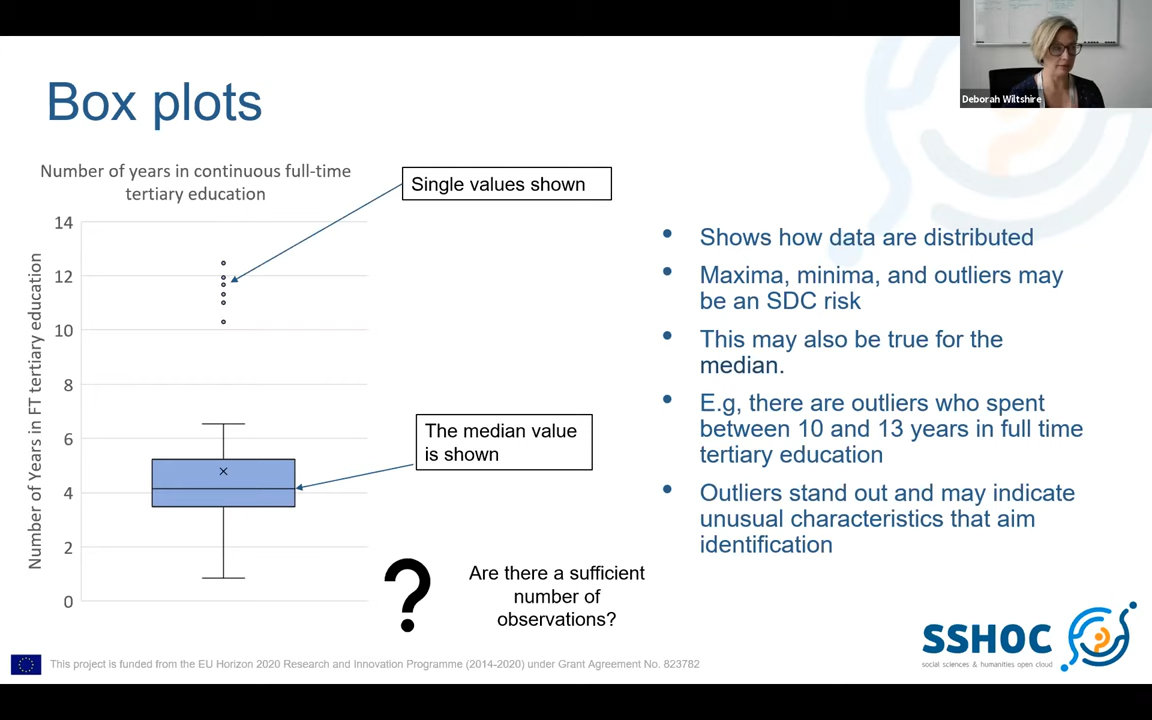 Deborah Wiltshire
Box plots
Number of years in continuous full-time
tertiary education
Number of Years in FT tertiary education
14
12
10
8
6
4
2
0
Single values shown
The median value
is shown
Are there a sufficient
number of
observations?
• Shows how data are distributed
• Maxima, minima, and outliers may
be an SDC risk
• This may also be true for the
median.
• E.g, there are outliers who spent
between 10 and 13 years in full time
tertiary education
• Outliers stand out and may indicate
unusual characteristics that aim
identification
?
This project is funded from the EU Horizon 2020 Research and Innovation Programme (2014-2020) under Grant Agreement No. 823782
SSHOC
social sciences & humanities open cloud